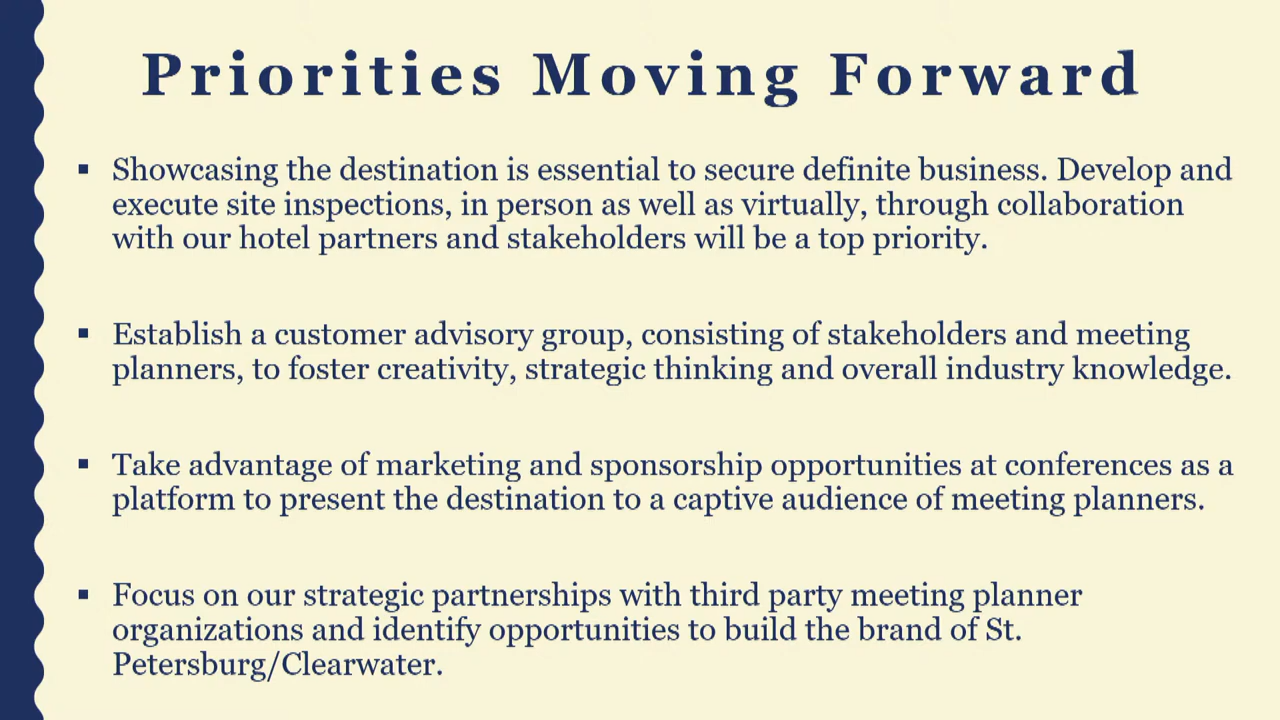 Priorities Moving Forward
▪ Showcasing the destination is essential to secure definite business. Develop and
execute site inspections, in person as well as virtually, through collaboration
with our hotel partners and stakeholders will be a top priority.
▪ Establish a customer advisory group, consisting of stakeholders and meeting
planners, to foster creativity, strategic thinking and overall industry knowledge.
▪ Take advantage of marketing and sponsorship opportunities at conferences as a
platform to present the destination to a captive audience of meeting planners.
▪ Focus on our strategic partnerships with third party meeting planner
organizations and identify opportunities to build the brand of St.
Petersburg/Clearwater.